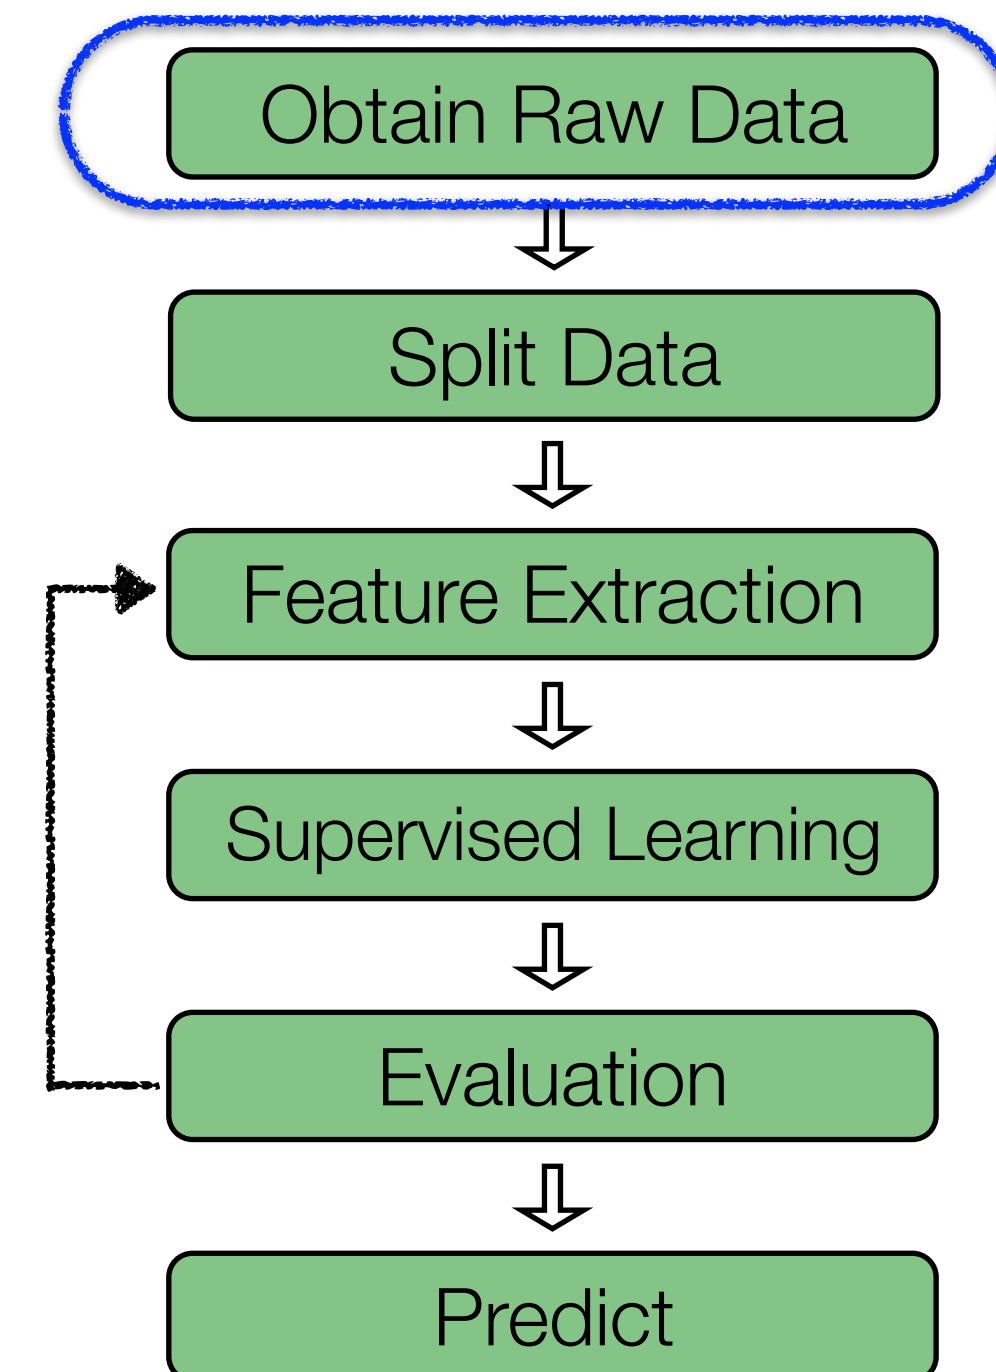 Obtain Raw Data
Split Data
Feature Extraction
Supervised Learning
Evaluation
Predict